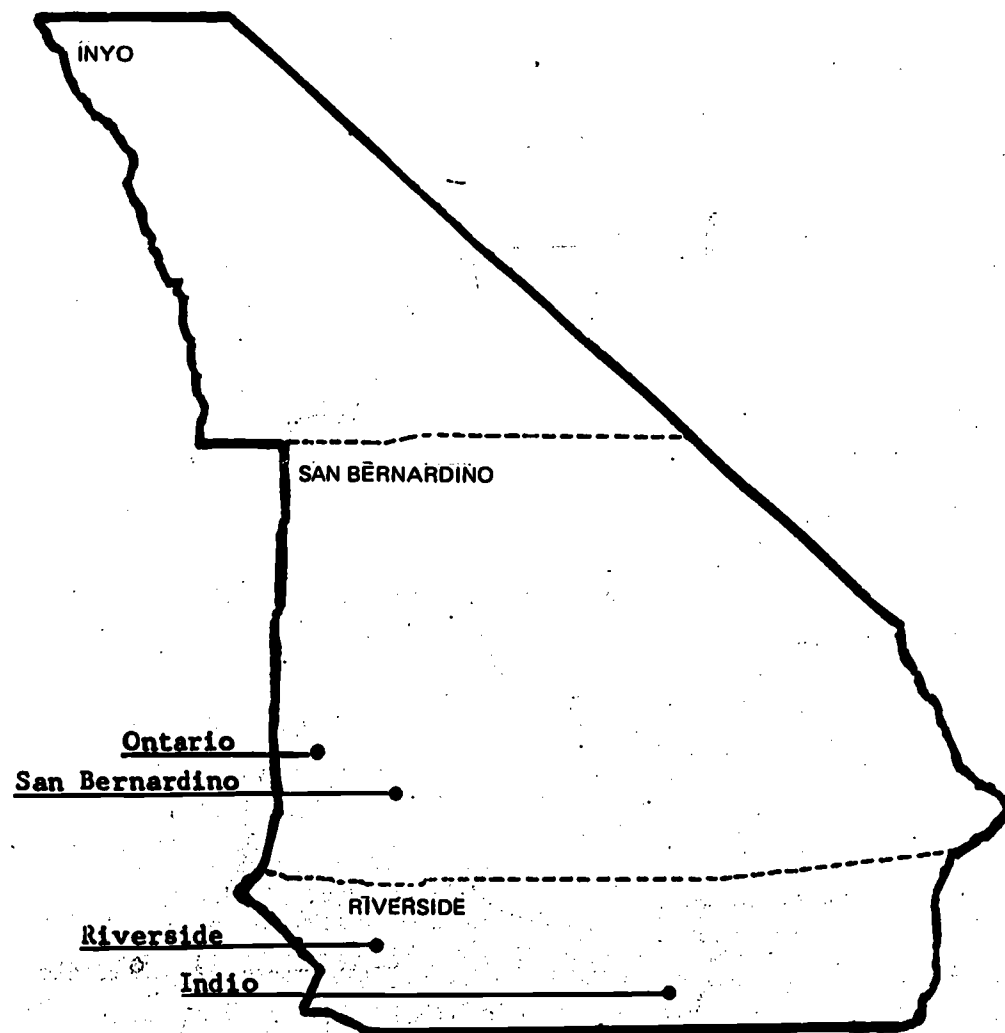 INYO
SAN BERNARDINO
Ontario
San Bernardino
RIVERSIDE
Riverside
Indio